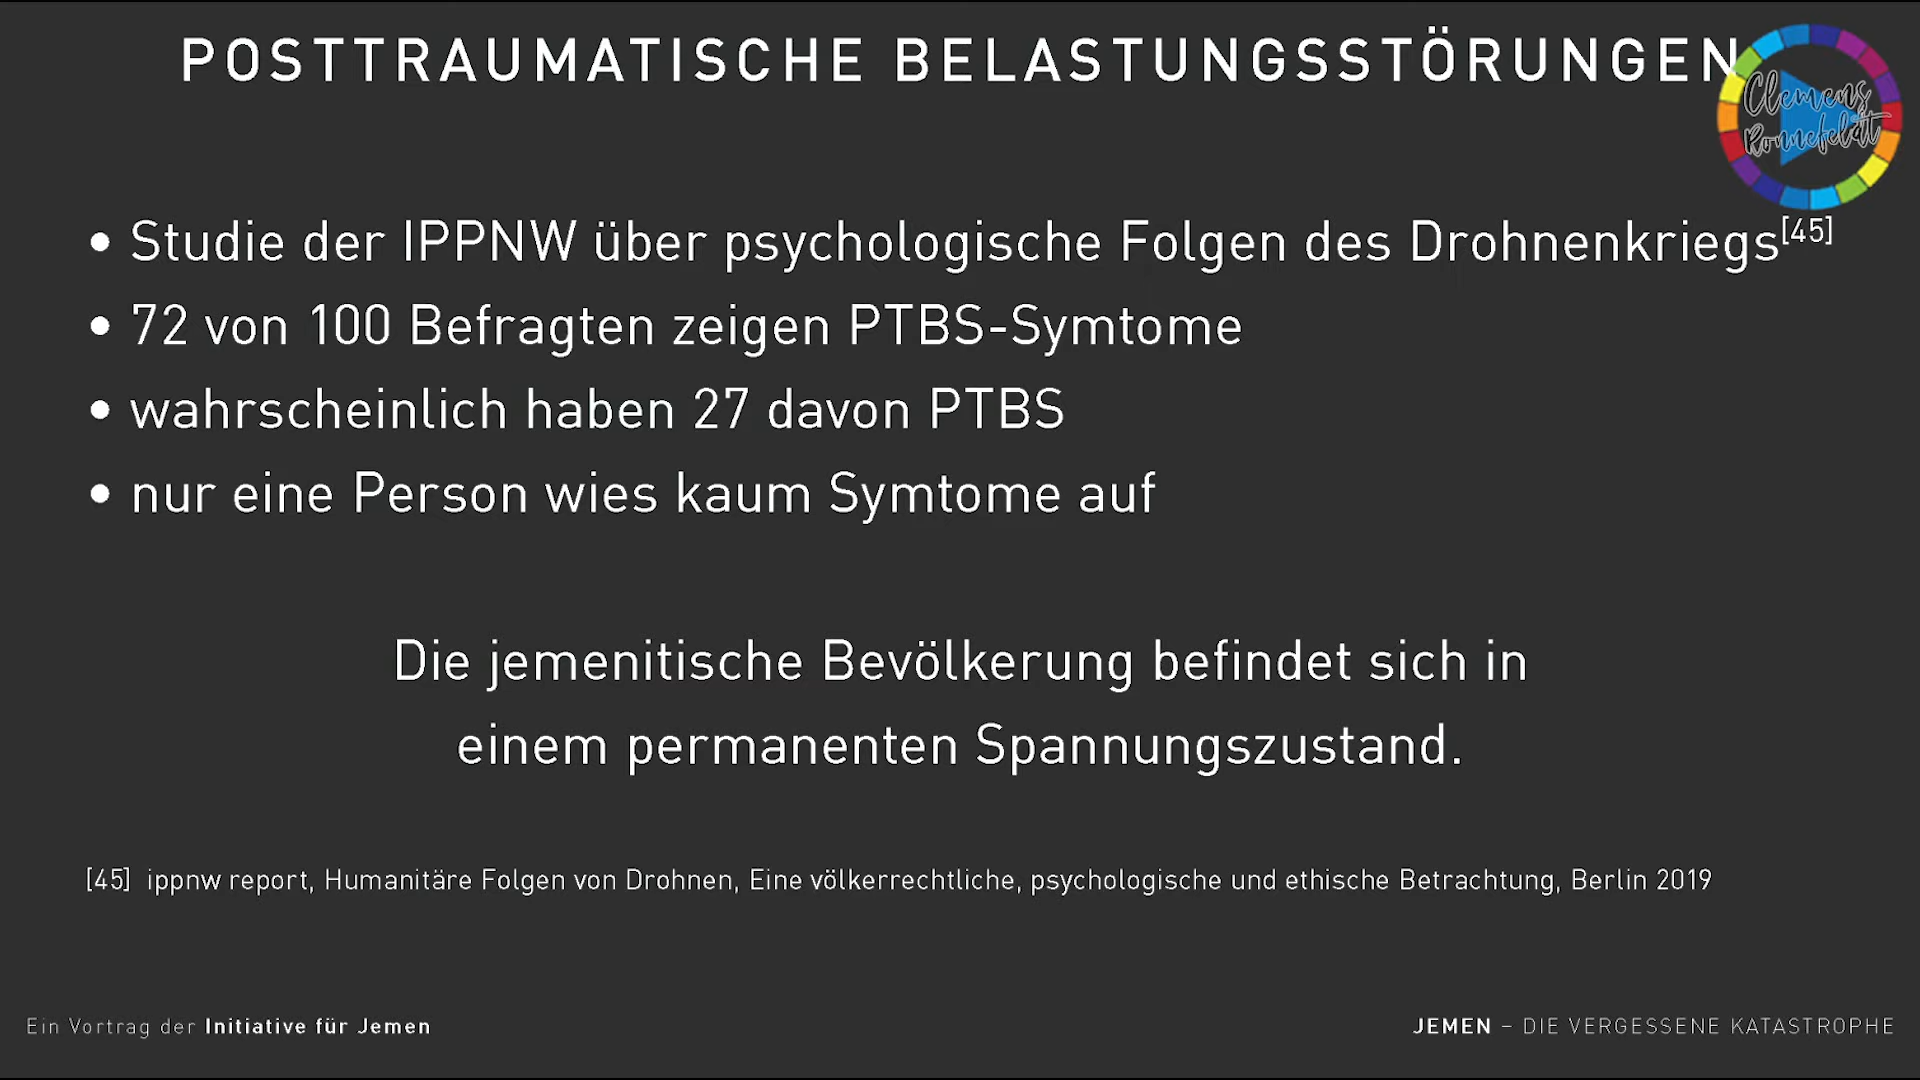 POSTTRAUMATISCHE BELASTUNGSSTÖRUNGEN
Clemens
Ronnefeldt
• Studie der IPPNW über psychologische Folgen des Drohnenkriegs[45]
• 72 von 100 Befragten zeigen PTBS-Symtome
• wahrscheinlich haben 27 davon PTBS
• nur eine Person wies kaum Symtome auf
Die jemenitische Bevölkerung befindet sich in
einem permanenten Spannungszustand.
[45] ippnw report, Humanitäre Folgen von Drohnen, Eine völkerrechtliche, psychologische und ethische Betrachtung, Berlin 2019
Ein Vortrag der Initiative für Jemen
JEMEN – DIE VERGESSENE KATASTROPHE